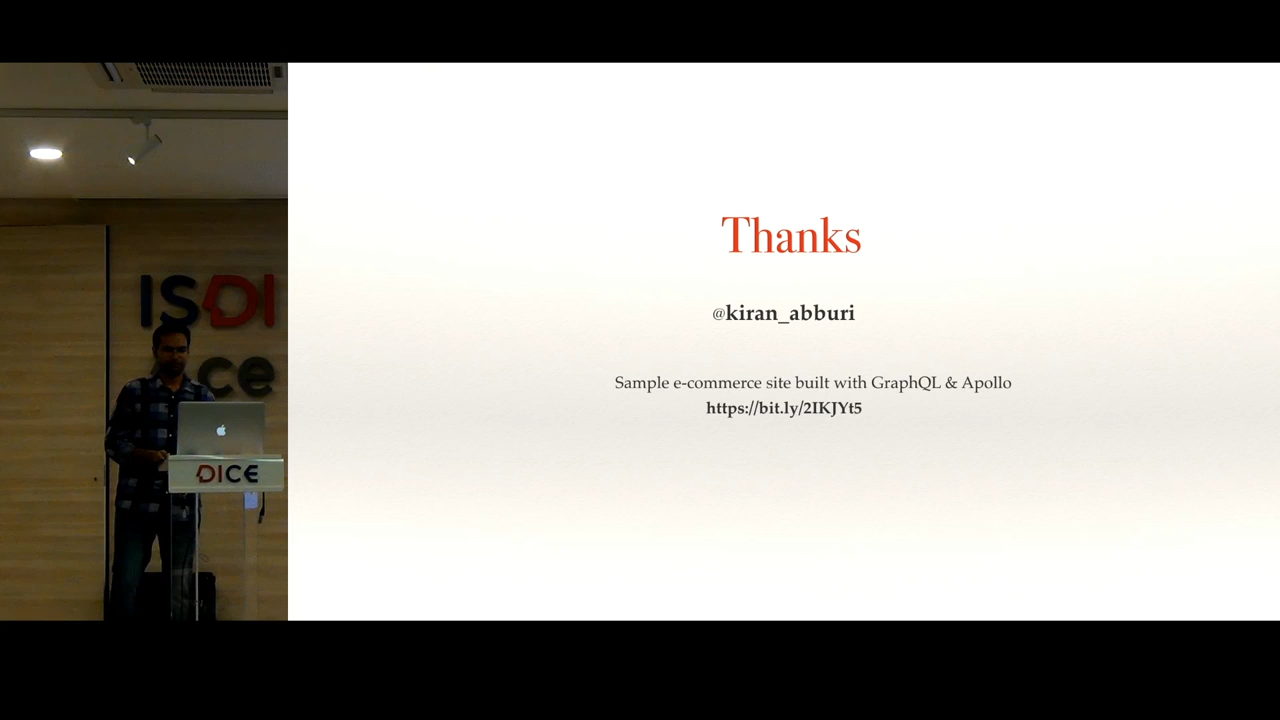 ISDI
ce
DICE
Thanks
@kiran_abburi
Sample e-commerce site built with GraphQL & Apollo
https://bit.ly/2IKJYt5